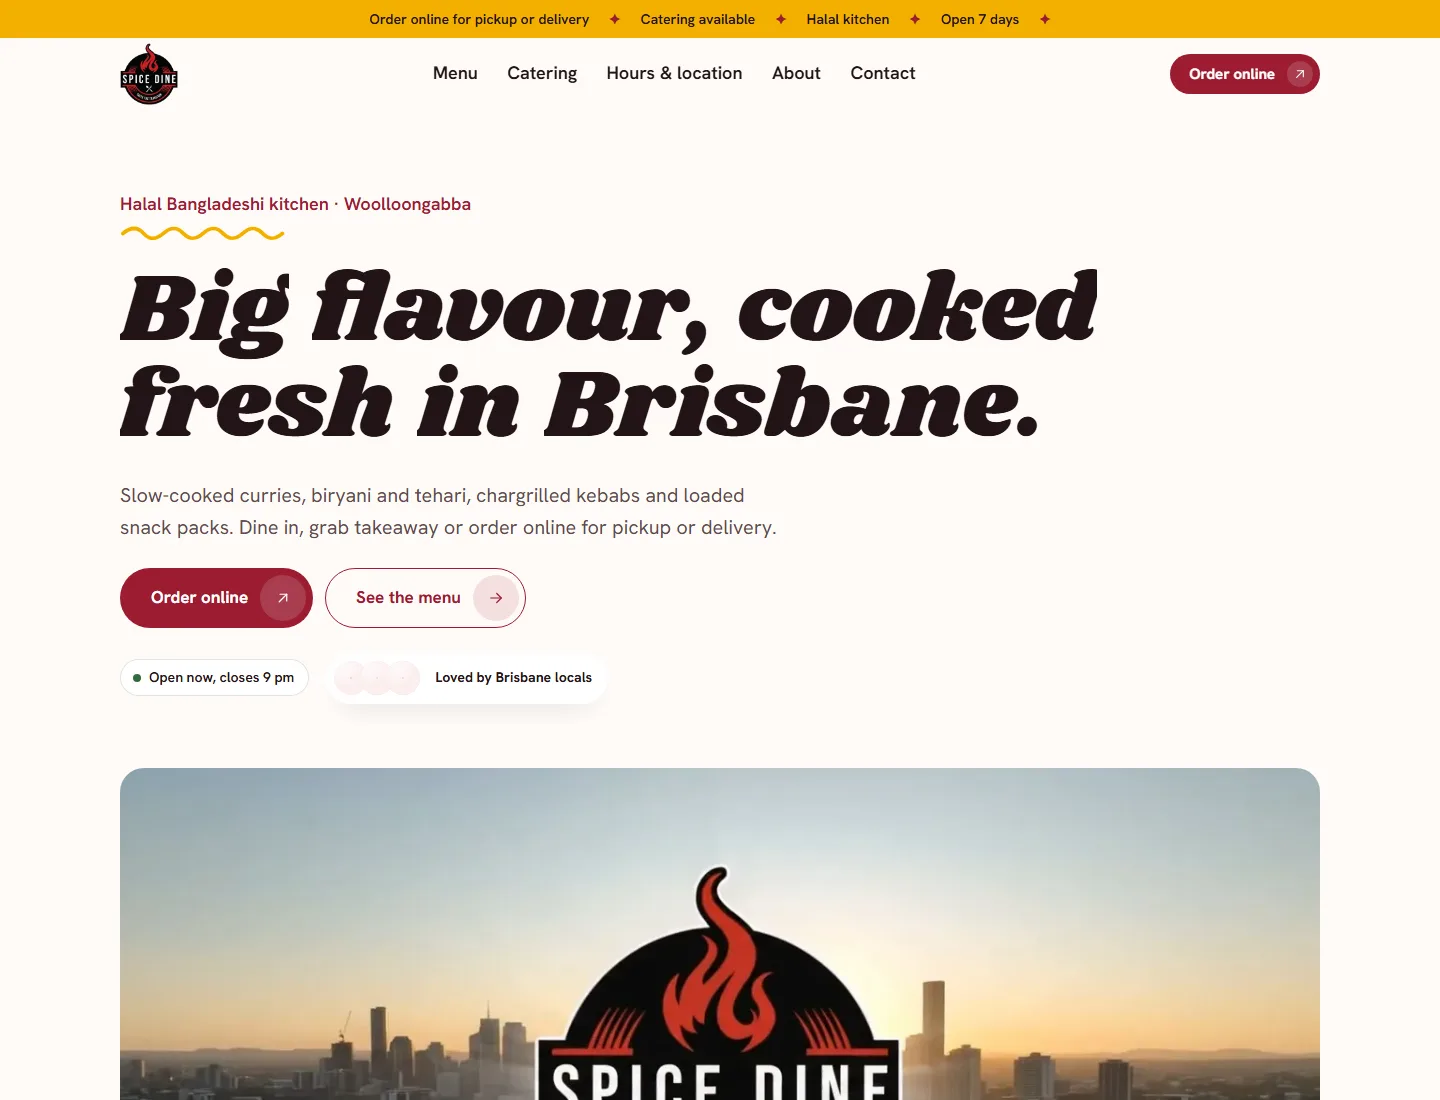 Order online for pickup or delivery ✦ Catering available ✦ Halal kitchen ✦ Open 7 days ✦
SPICE DINE
Menu Catering Hours & location About Contact
Order online
Halal Bangladeshi kitchen · Woolloongabba
Big flavour, cooked
fresh in Brisbane.
Slow-cooked curries, biryani and tehari, chargrilled kebabs and loaded
snack packs. Dine in, grab takeaway or order online for pickup or delivery.
Order online
See the menu
Open now, closes 9 pm
Loved by Brisbane locals
SPICE DINE